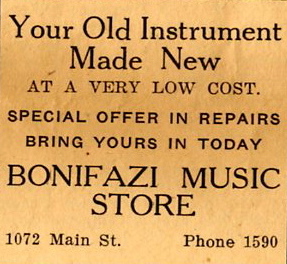 Your Old Instrument
Made New
AT A VERY LOW COST.
SPECIAL OFFER IN REPAIRS
BRING YOURS IN TODAY
BONIFAZI MUSIC
STORE
1072 Main St. Phone 1590